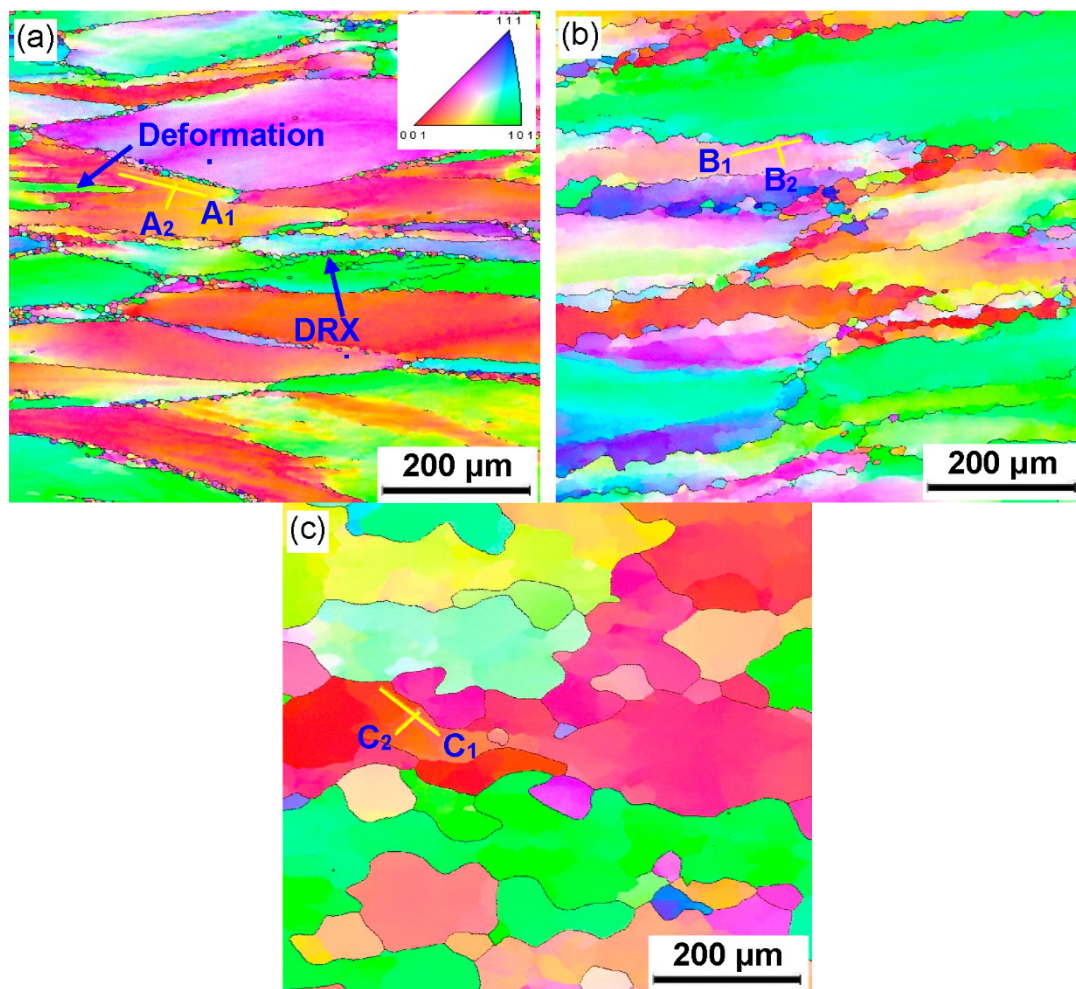 (a)
111
001
101
Deformation
A1
A2
DRX
200 μm
(b)
B1
B2
200 μm
(c)
C2
C1
200 μm